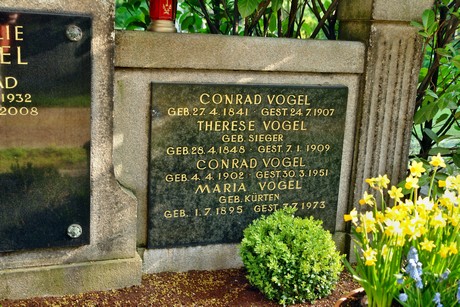 LIE
GEL
AD
1932
2008
CONRAD VOGEL
GEB. 27.4.1841 GEST. 24.7.1907
THERESE VOGEL
GEB. SIEGER
GEB. 28.4.1848 GEST. 7.1.1909
CONRAD VOGEL
GEB. 4.4.1902 GEST. 30.3.1951
MARIA VOGEL
GEB. KÜRTEN
GEB. 1.7.1895 GEST. 3.7.1973